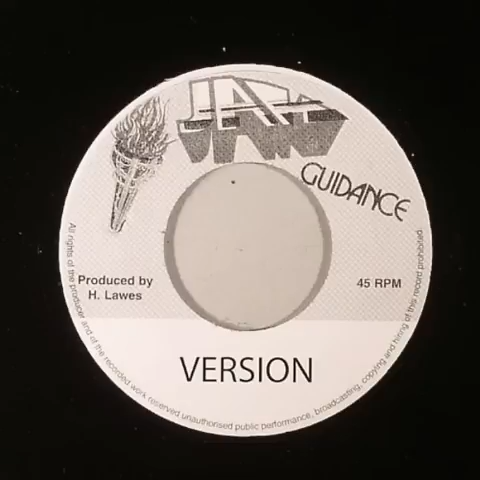 JAH
GUIDANCE
Produced by
H. Lawes
45 RPM
VERSION
All rights of the producer and of the recorded work reserved unauthorised public performance, broadcasting, copying and hiring of this record prohibited.